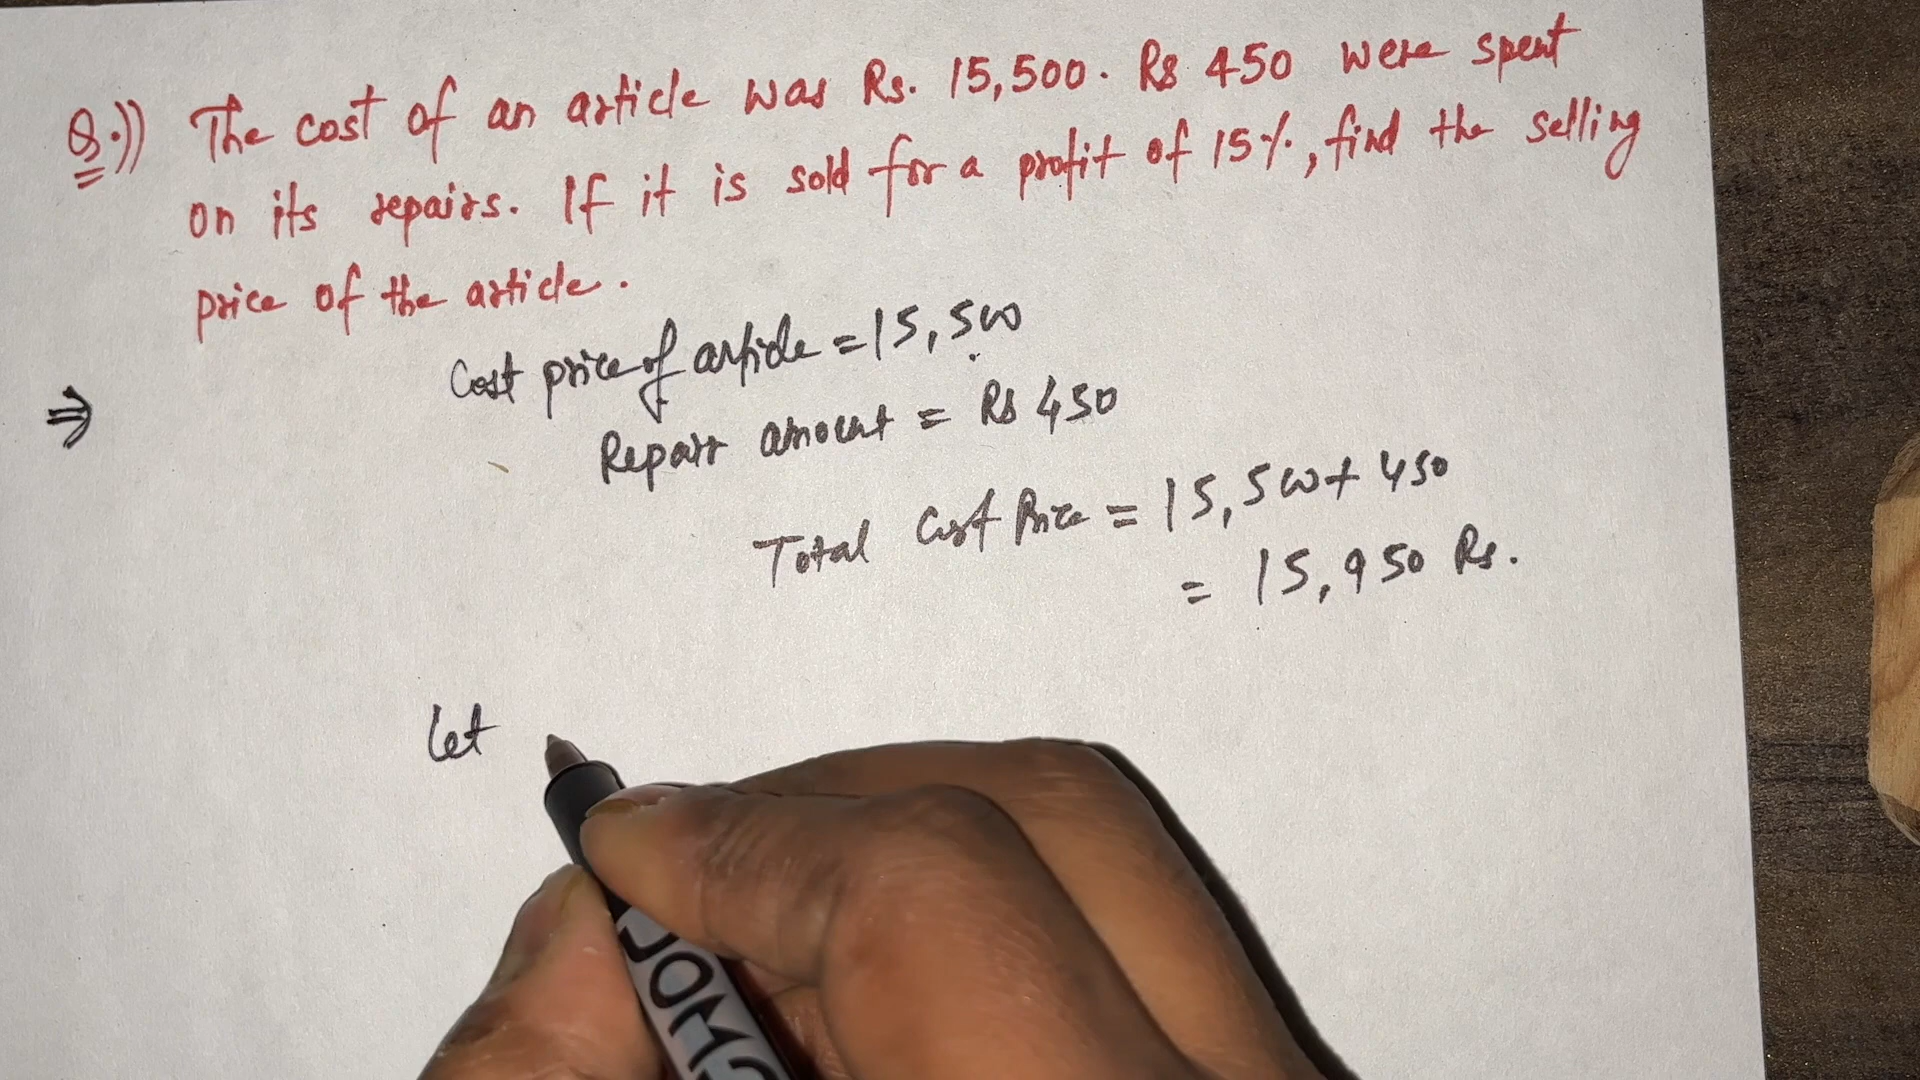 Q.)) The cost of an article was Rs. 15,500. Rs 450 were spent
on its repairs. If it is sold for a profit of 15%, find the selling
price of the article.
⇒ Cost price of article = 15,500
Repair amount = Rs 450
Total Cost Price = 15,500 + 450
= 15,950 Rs.
Let